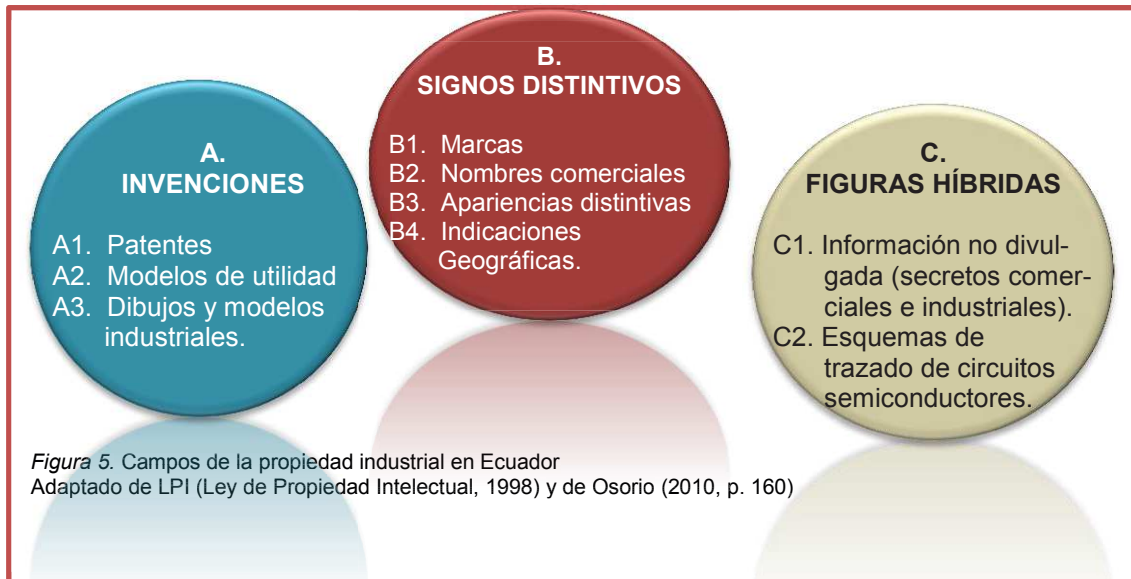 A.
INVENCIONES
A1. Patentes
A2. Modelos de utilidad
A3. Dibujos y modelos
industriales.
B.
SIGNOS DISTINTIVOS
B1. Marcas
B2. Nombres comerciales
B3. Apariencias distintivas
B4. Indicaciones
Geográficas.
C.
FIGURAS HÍBRIDAS
C1. Información no divul-
gada (secretos comer-
ciales e industriales).
C2. Esquemas de
trazado de circuitos
semiconductores.
Figura 5. Campos de la propiedad industrial en Ecuador
Adaptado de LPI (Ley de Propiedad Intelectual, 1998) y de Osorio (2010, p. 160)